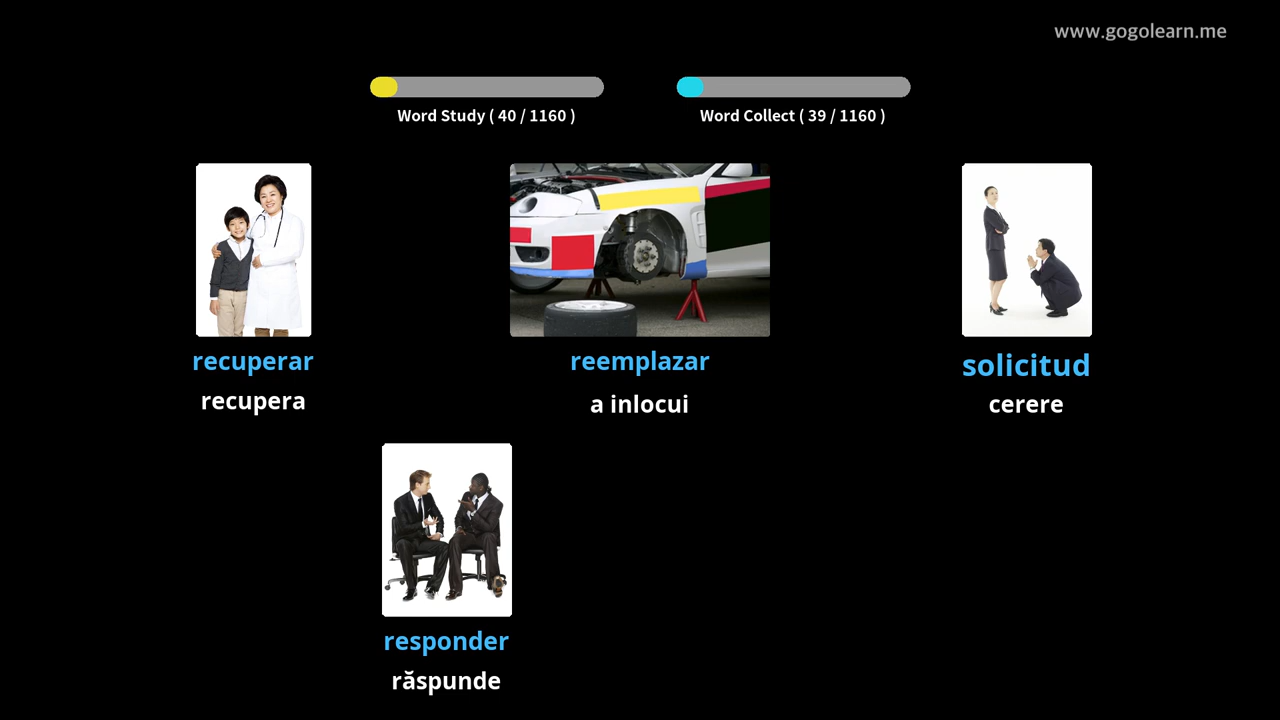 www.gogolearn.me
Word Study ( 40 / 1160 )
Word Collect ( 39 / 1160 )
recuperar
recupera
reemplazar
a inlocui
solicitud
cerere
responder
răspunde